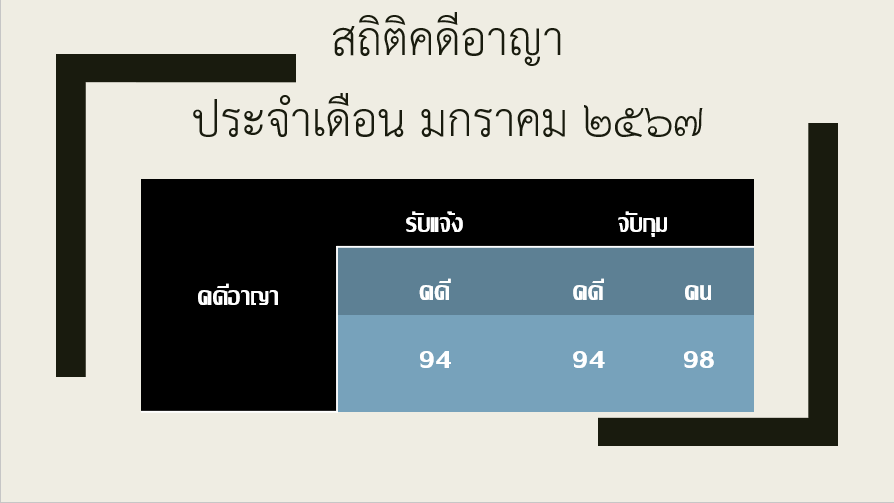 สถิติคดีอาญา
ประจำเดือน มกราคม ๒๕๖๗
รับแจ้ง จับกุม
คดีอาญา
คดี คดี คน
94 94 98